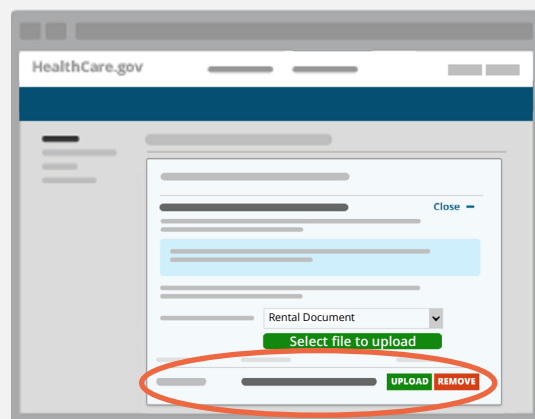 HealthCare.gov
Close −
Rental Document
Select file to upload
UPLOAD REMOVE